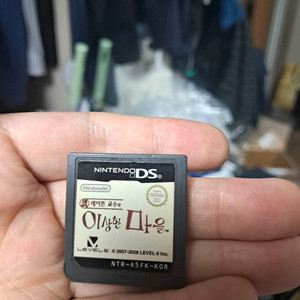 NINTENDO DS
Nintendo
레이튼 교수와
이상한 마을
LEVEL5 © 2007-2008 LEVEL-5 Inc.
NTR-A5FK-KOR